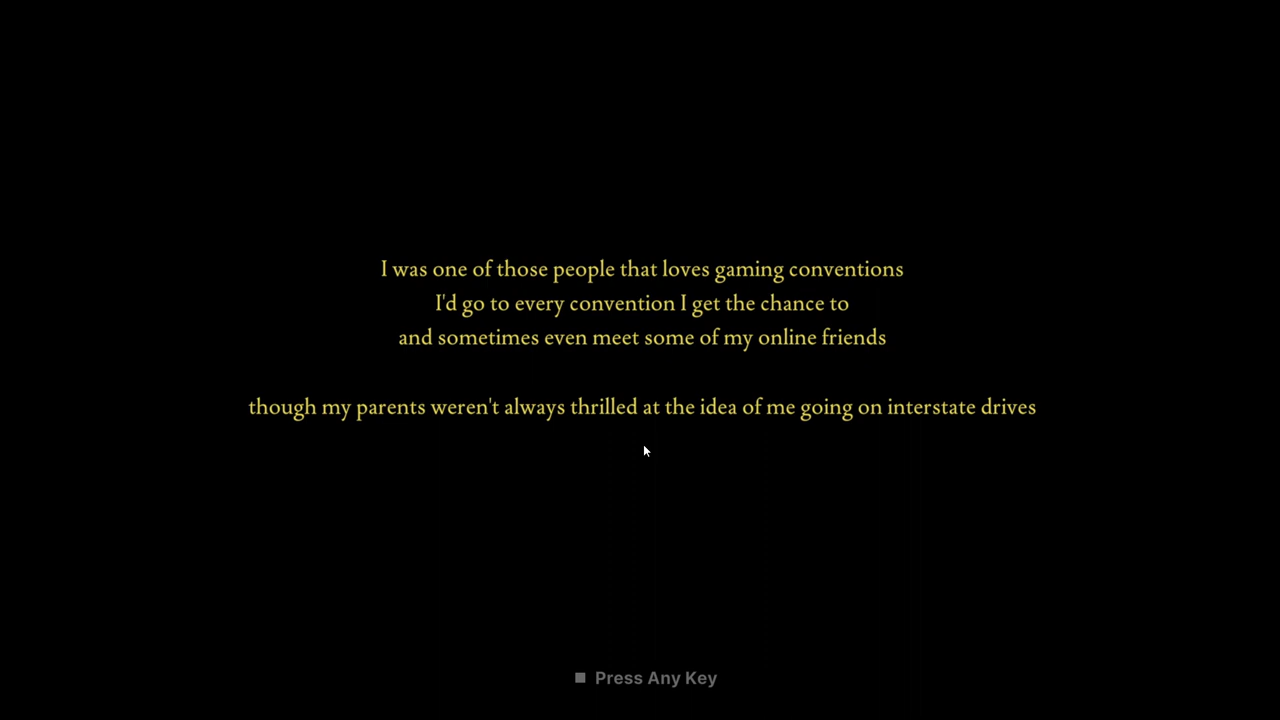 I was one of those people that loves gaming conventions
I'd go to every convention I get the chance to
and sometimes even meet some of my online friends
though my parents weren't always thrilled at the idea of me going on interstate drives
Press Any Key